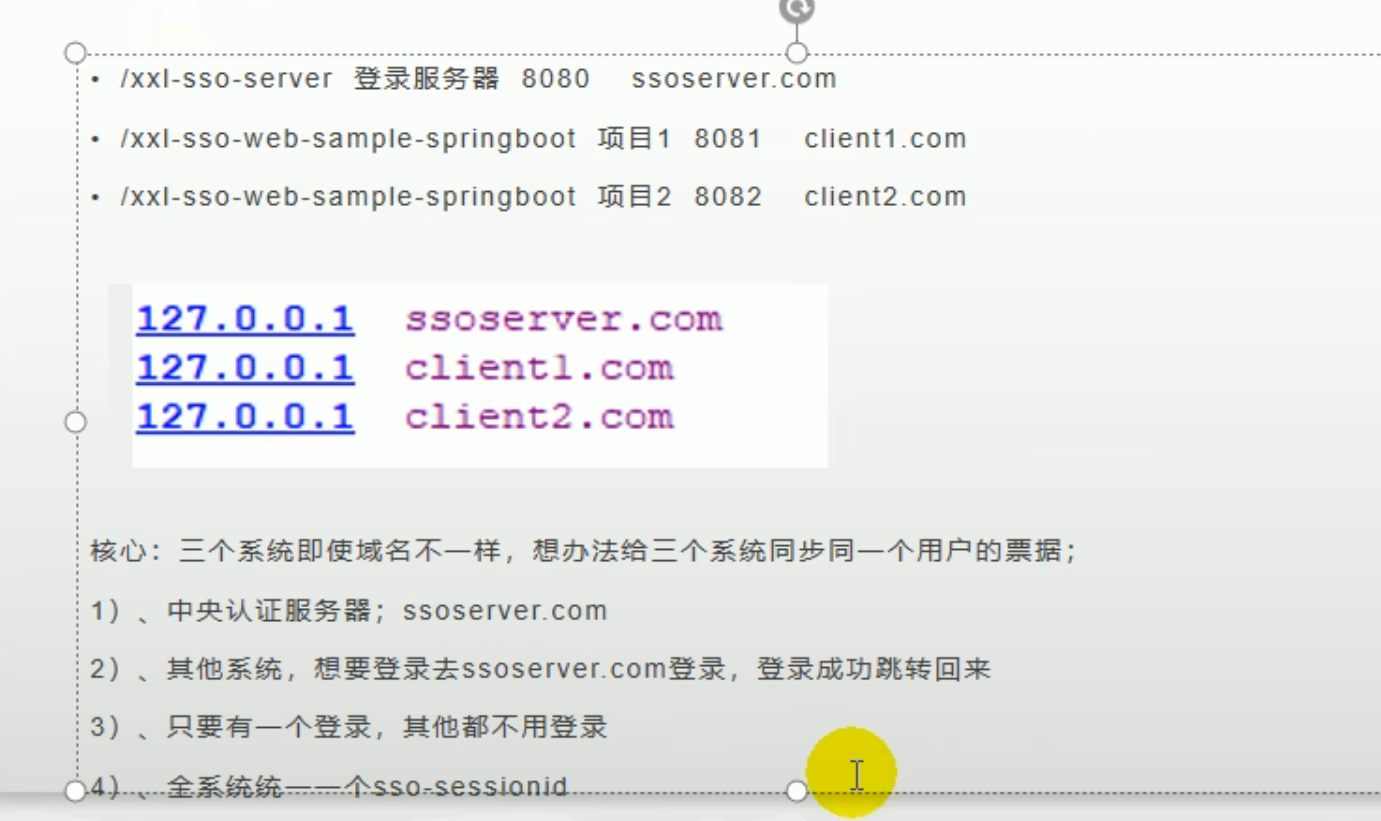 • /xxl-sso-server 登录服务器 8080 ssoserver.com
• /xxl-sso-web-sample-springboot 项目1 8081 client1.com
• /xxl-sso-web-sample-springboot 项目2 8082 client2.com
127.0.0.1 ssoserver.com
127.0.0.1 client1.com
127.0.0.1 client2.com
核心：三个系统即使域名不一样，想办法给三个系统同步同一个用户的票据；
1）、中央认证服务器；ssoserver.com
2）、其他系统，想要登录去ssoserver.com登录，登录成功跳转回来
3）、只要有一个登录，其他都不用登录
4）、全系统统一一个sso-sessionid